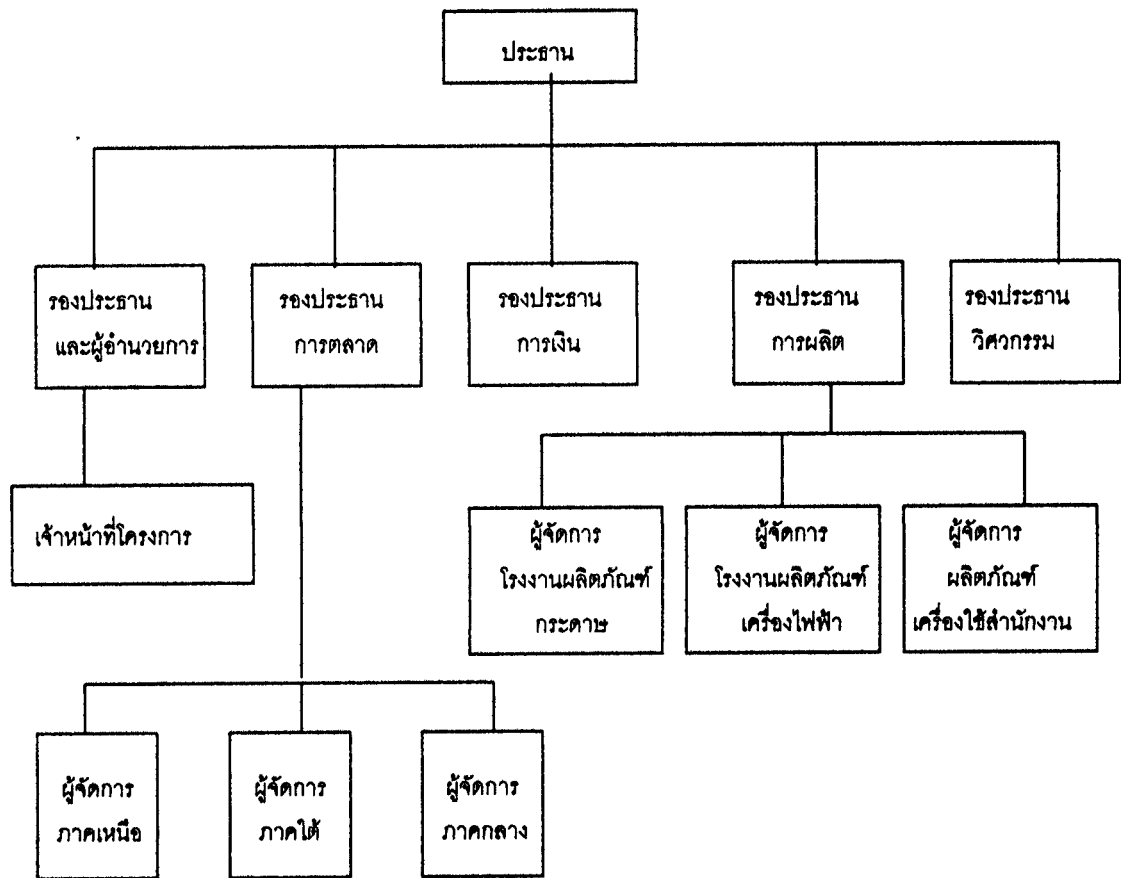 ประธาน
รองประธาน
และผู้อำนวยการ
รองประธาน
การตลาด
รองประธาน
การเงิน
รองประธาน
การผลิต
รองประธาน
วิศวกรรม
เจ้าหน้าที่โครงการ
ผู้จัดการ
โรงงานผลิตภัณฑ์
กระดาษ
ผู้จัดการ
โรงงานผลิตภัณฑ์
เครื่องไฟฟ้า
ผู้จัดการ
ผลิตภัณฑ์
เครื่องใช้สำนักงาน
ผู้จัดการ
ภาคเหนือ
ผู้จัดการ
ภาคใต้
ผู้จัดการ
ภาคกลาง